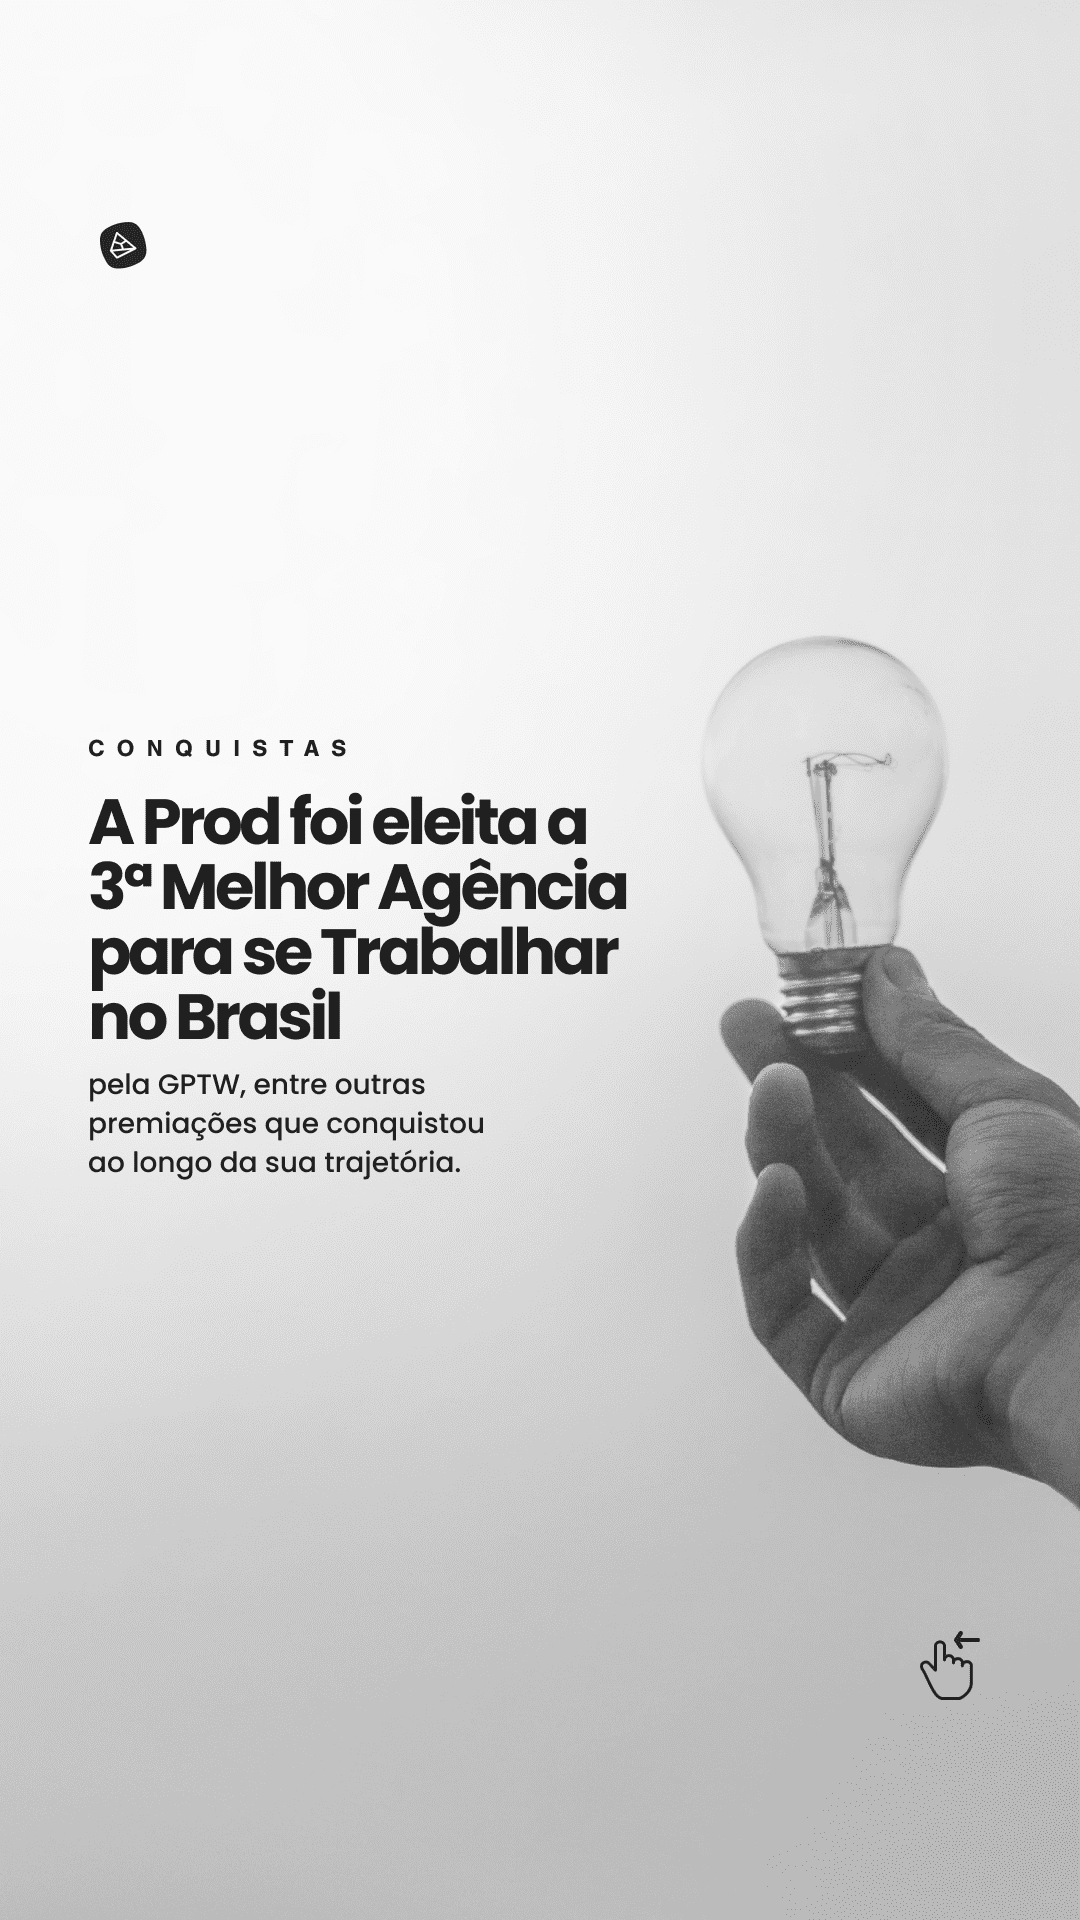 CONQUISTAS
A Prod foi eleita a
3ª Melhor Agência
para se Trabalhar
no Brasil
pela GPTW, entre outras
premiações que conquistou
ao longo da sua trajetória.